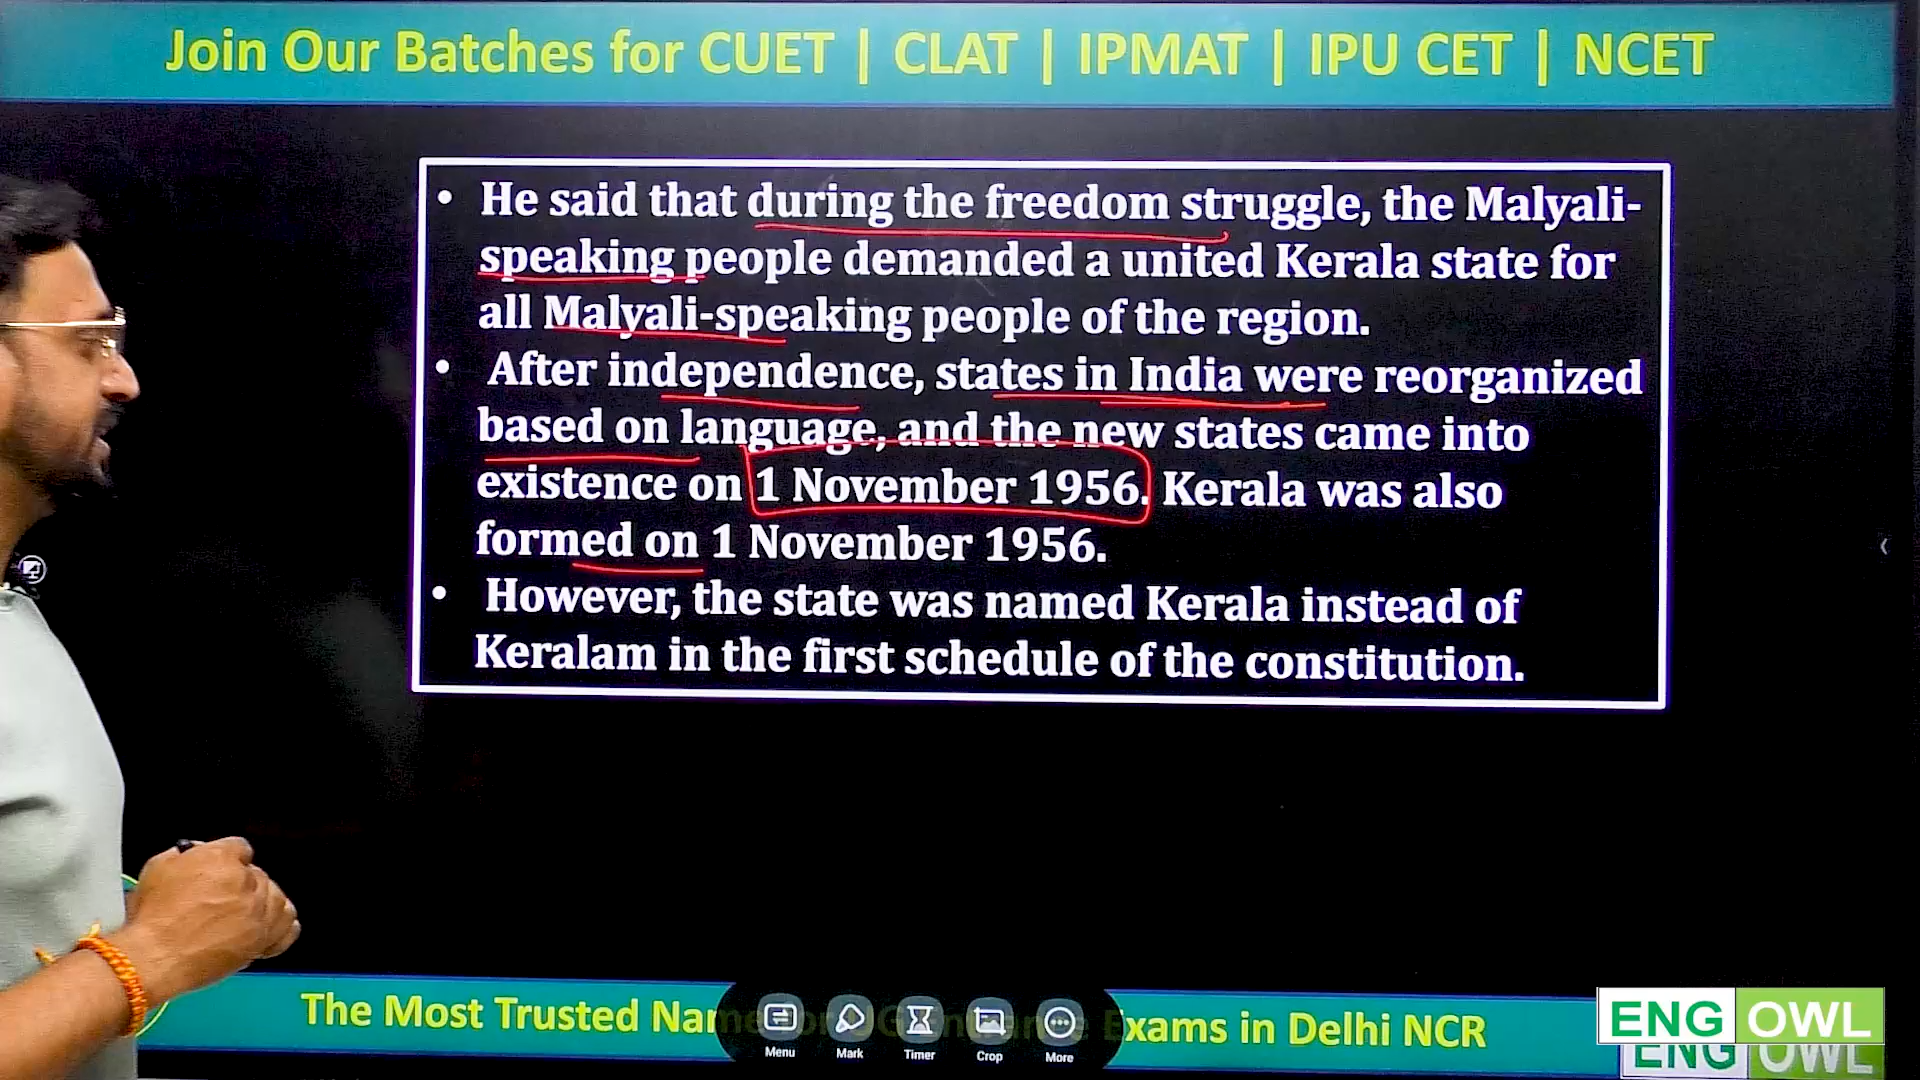 Join Our Batches for CUET | CLAT | IPMAT | IPU CET | NCET
• He said that during the freedom struggle, the Malyali-
speaking people demanded a united Kerala state for
all Malyali-speaking people of the region.
• After independence, states in India were reorganized
based on language, and the new states came into
existence on 1 November 1956. Kerala was also
formed on 1 November 1956.
• However, the state was named Kerala instead of
Keralam in the first schedule of the constitution.
The Most Trusted Name for Exams in Delhi NCR
Menu Mark Timer Crop More
ENG OWL
ENG OWL